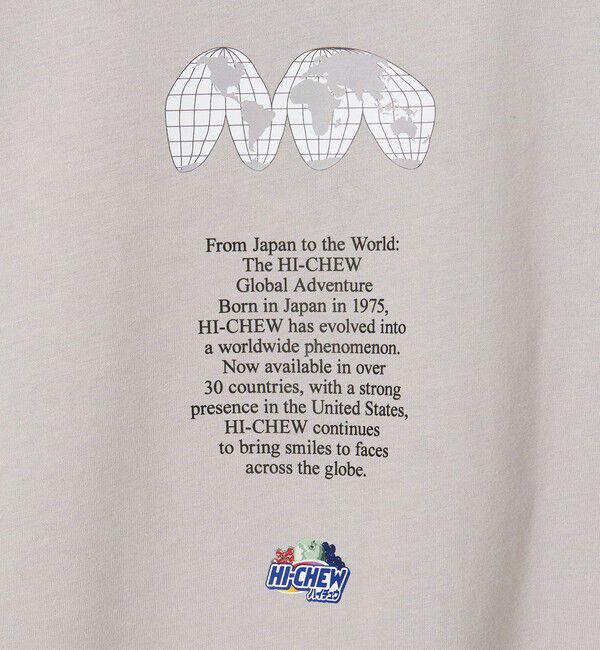 From Japan to the World:
The HI-CHEW
Global Adventure
Born in Japan in 1975,
HI-CHEW has evolved into
a worldwide phenomenon.
Now available in over
30 countries, with a strong
presence in the United States,
HI-CHEW continues
to bring smiles to faces
across the globe.
HI-CHEW
ハイチュウ